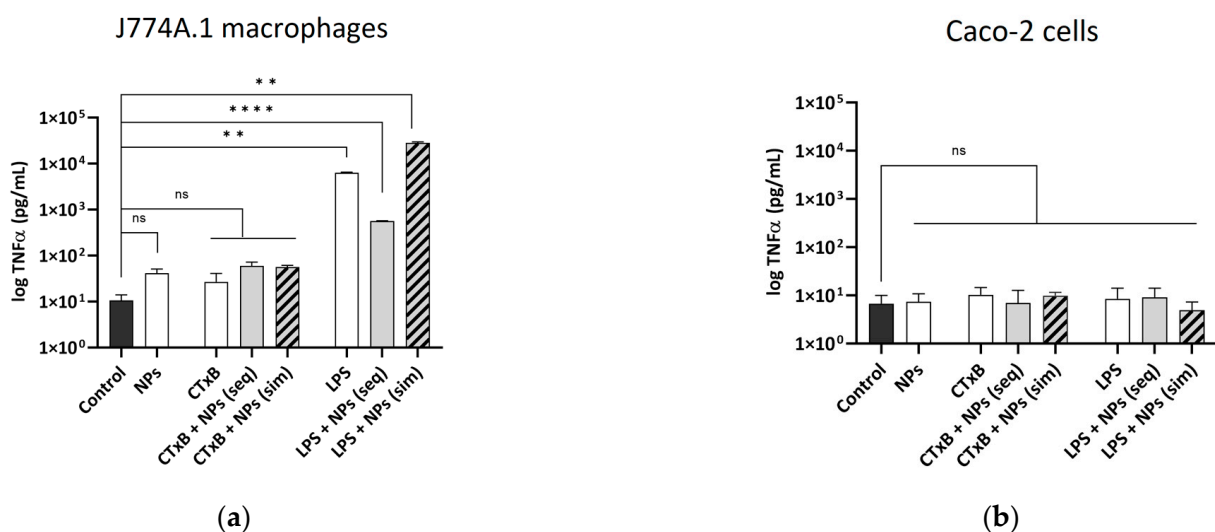 J774A.1 macrophages
**
****
**
ns
ns
log TNFα (pg/mL)
1×10⁵
1×10⁴
1×10³
1×10²
1×10¹
1×10⁰
Control
NPs
CTxB
CTxB + NPs (seq)
CTxB + NPs (sim)
LPS
LPS + NPs (seq)
LPS + NPs (sim)
(a)
Caco-2 cells
ns
log TNFα (pg/mL)
1×10⁵
1×10⁴
1×10³
1×10²
1×10¹
1×10⁰
Control
NPs
CTxB
CTxB + NPs (seq)
CTxB + NPs (sim)
LPS
LPS + NPs (seq)
LPS + NPs (sim)
(b)